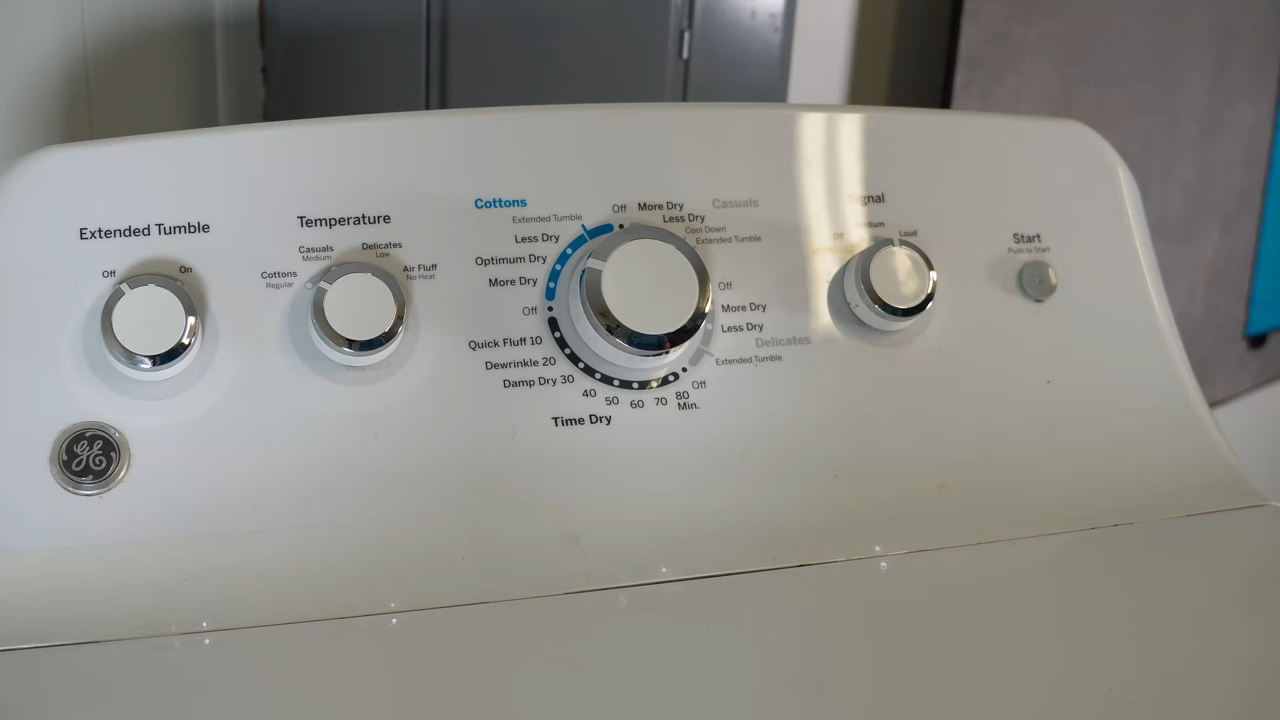 Extended Tumble
Off
On
Temperature
Cottons
Regular
Casuals
Medium
Delicates
Low
Air Fluff
No Heat
Cottons
Extended Tumble
Less Dry
Optimum Dry
More Dry
Off
Quick Fluff 10
Dewrinkle 20
Damp Dry 30
40
50
60
70
80
Min.
Time Dry
Off
More Dry
Casuals
Less Dry
Cool Down
Extended Tumble
Off
More Dry
Less Dry
Delicates
Extended Tumble
Off
Signal
Off
Medium
Loud
Start
Push to Start
GE